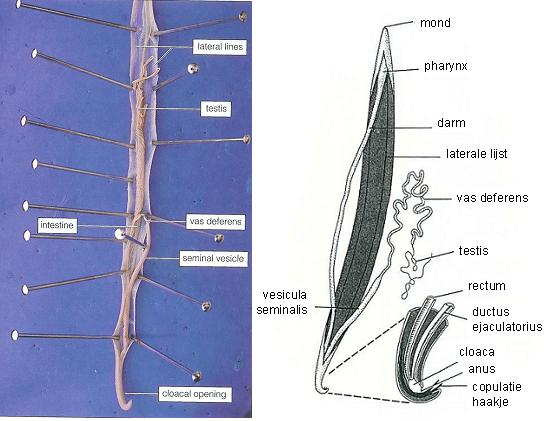 lateral lines
testis
vas deferens
intestine
seminal vesicle
cloacal opening
mond
pharynx
darm
laterale lijst
vas deferens
testis
rectum
vesicula
seminalis
ductus
ejaculatorius
cloaca
anus
copulatie
haakje